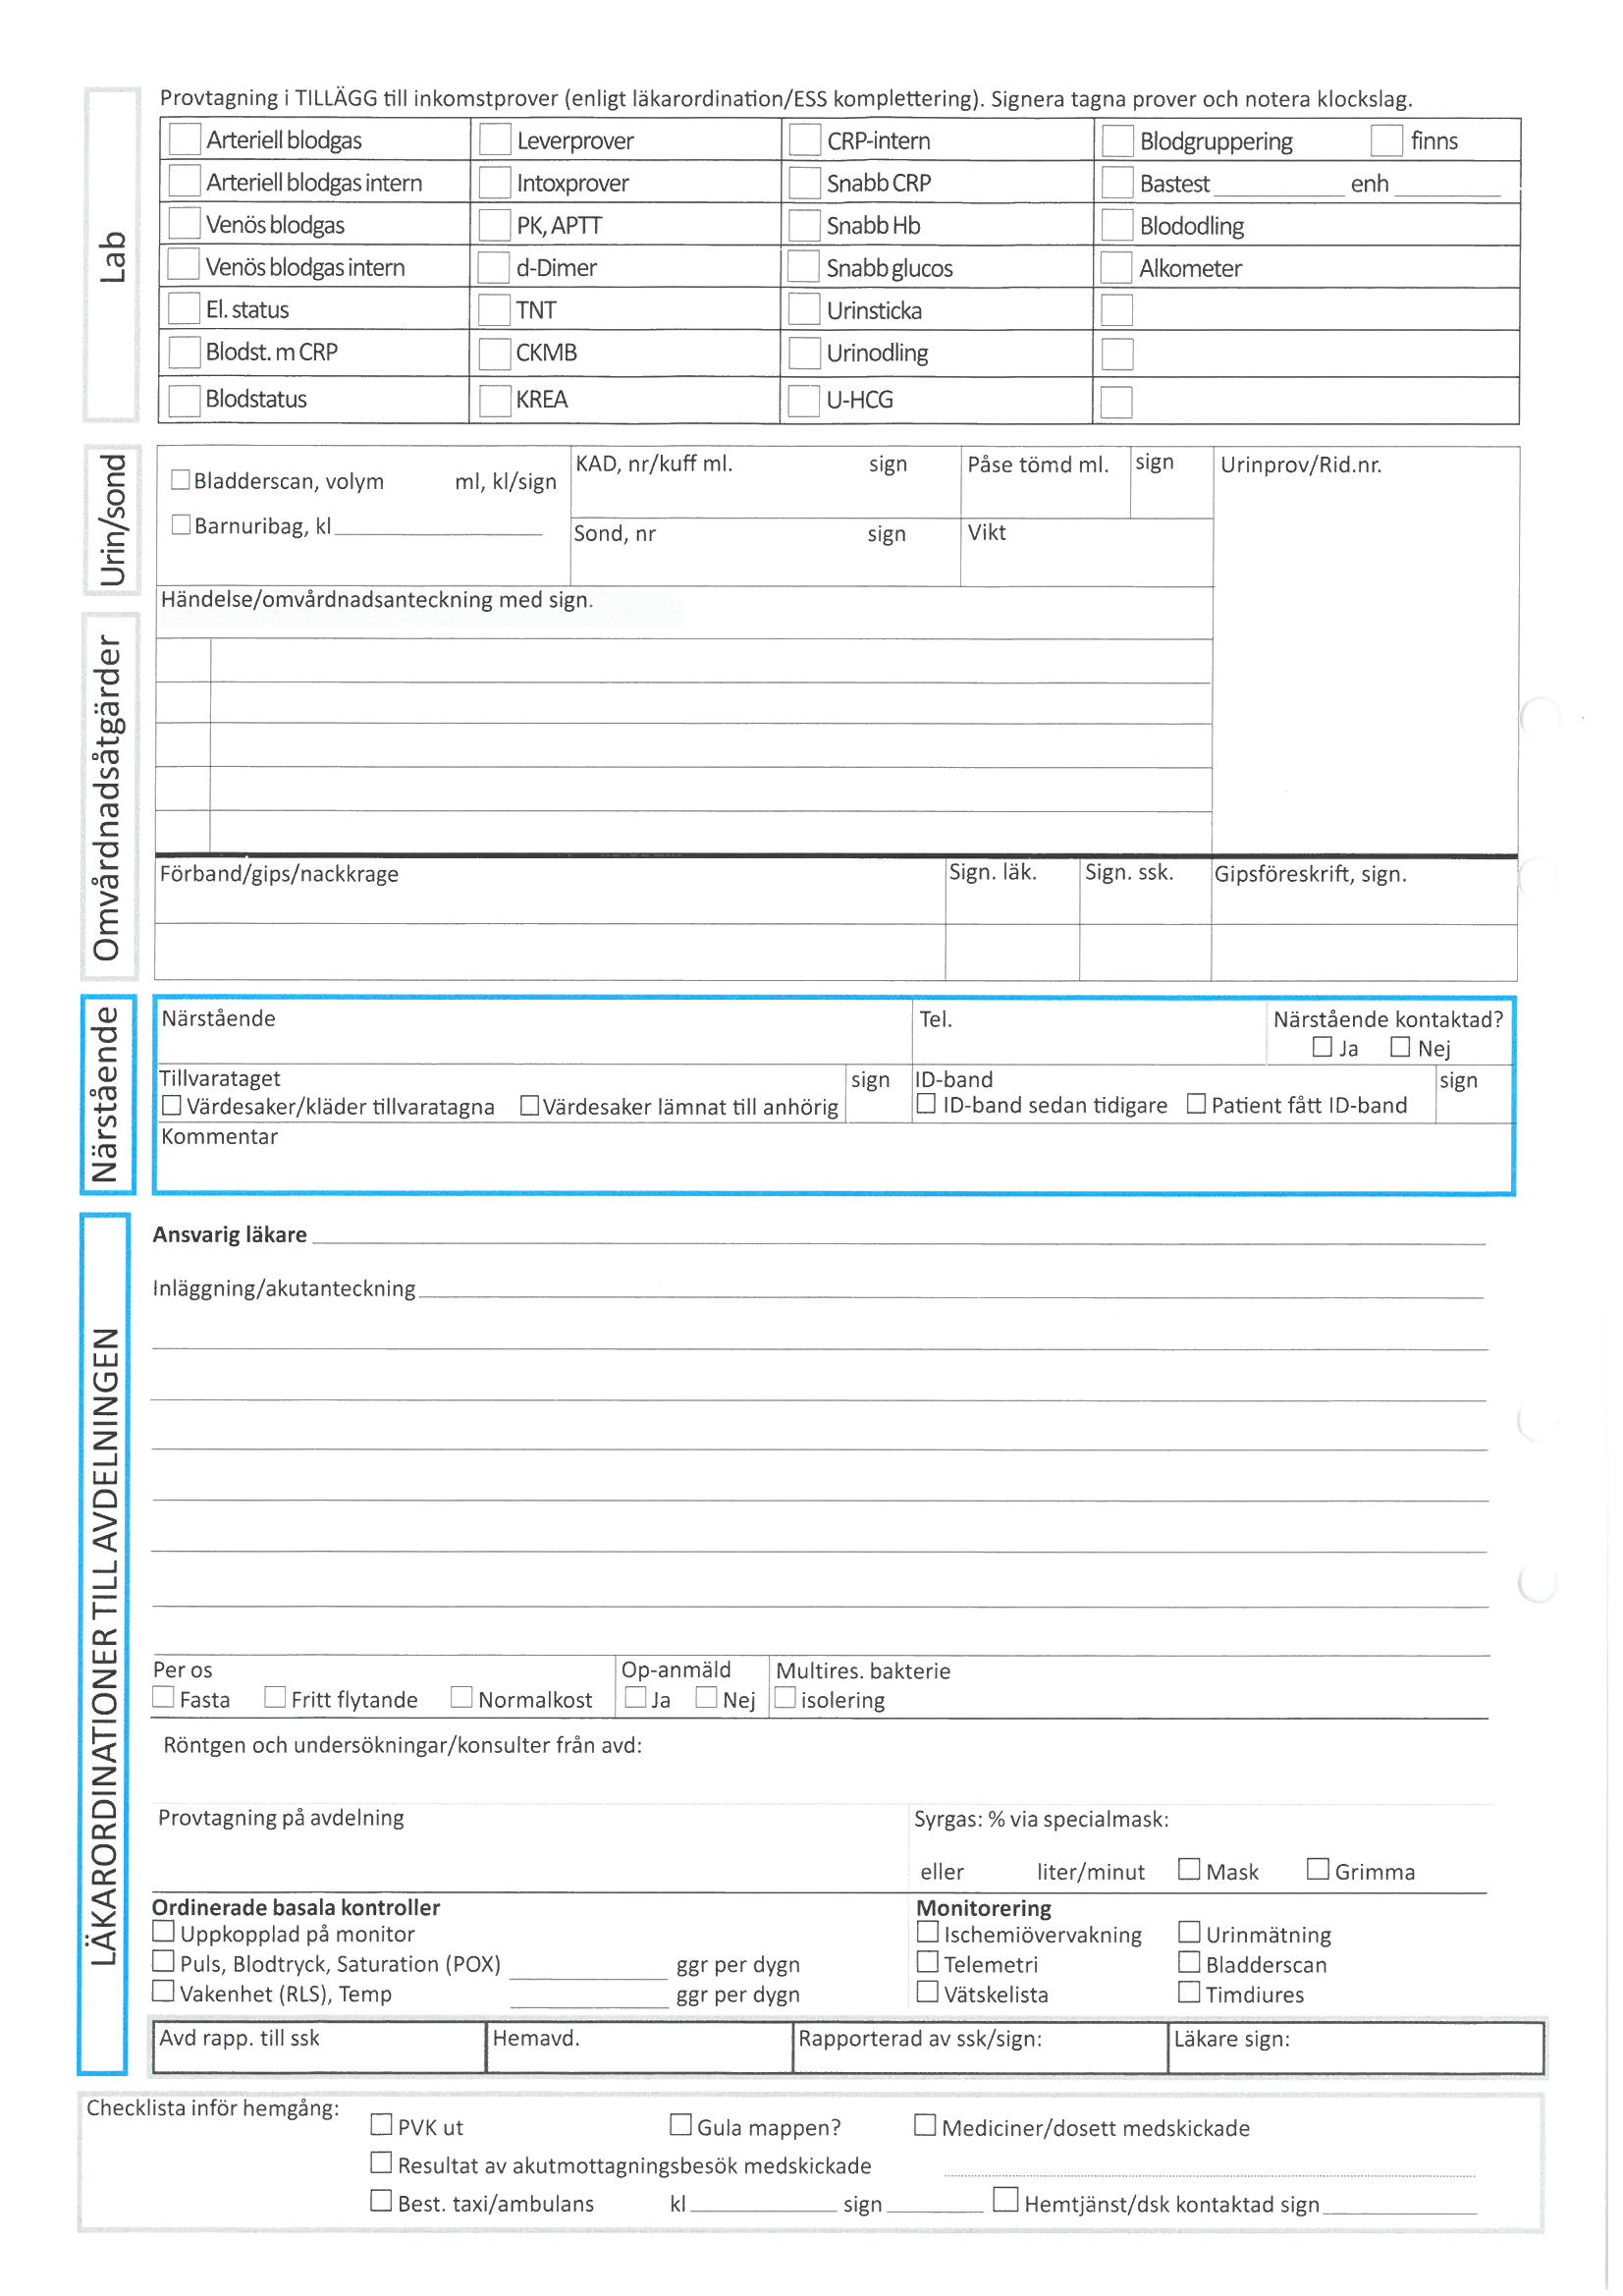 Lab
Provtagning i TILLÄGG till inkomstprover (enligt läkarordination/ESS komplettering). Signera tagna prover och notera klockslag.
Arteriell blodgas Leverprover CRP-intern Blodgruppering finns
Arteriell blodgas intern Intoxprover Snabb CRP Bastest enh
Venös blodgas PK, APTT Snabb Hb Blododling
Venös blodgas intern d-Dimer Snabb glucos Alkometer
El. status TNT Urinsticka
Blodst. m CRP CKMB Urinodling
Blodstatus KREA U-HCG
Urin/sond
KAD, nr/kuff ml. sign Påse tömd ml. sign Urinprov/Rid.nr.
Bladderscan, volym ml, kl/sign
Barnuribag, kl
Sond, nr sign Vikt
Omvårdnadsåtgärder
Händelse/omvårdnadsanteckning med sign.
Förband/gips/nackkrage Sign. läk. Sign. ssk. Gipsföreskrift, sign.
Närstående
Närstående Tel. Närstående kontaktad?
Ja Nej
Tillvarataget sign ID-band sign
Värdesaker/kläder tillvaratagna Värdesaker lämnat till anhörig ID-band sedan tidigare Patient fått ID-band
Kommentar
LÄKARORDINATIONER TILL AVDELNINGEN
Ansvarig läkare
Inläggning/akutanteckning
Per os Op-anmäld Multires. bakterie
Fasta Fritt flytande Normalkost Ja Nej isolering
Röntgen och undersökningar/konsulter från avd:
Provtagning på avdelning Syrgas: % via specialmask:
eller liter/minut Mask Grimma
Ordinerade basala kontroller Monitorering
Uppkopplad på monitor Ischemiövervakning Urinmätning
Puls, Blodtryck, Saturation (POX) ggr per dygn Telemetri Bladderscan
Vakenhet (RLS), Temp ggr per dygn Vätskelista Timdiures
Avd rapp. till ssk Hemavd. Rapporterad av ssk/sign: Läkare sign:
Checklista inför hemgång:
PVK ut Gula mappen? Mediciner/dosett medskickade
Resultat av akutmottagningsbesök medskickade
Best. taxi/ambulans kl sign Hemtjänst/dsk kontaktad sign